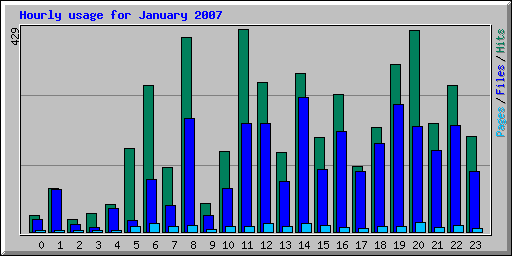 Hourly usage for January 2007
429
Pages / Files / Hits
0 1 2 3 4 5 6 7 8 9 10 11 12 13 14 15 16 17 18 19 20 21 22 23